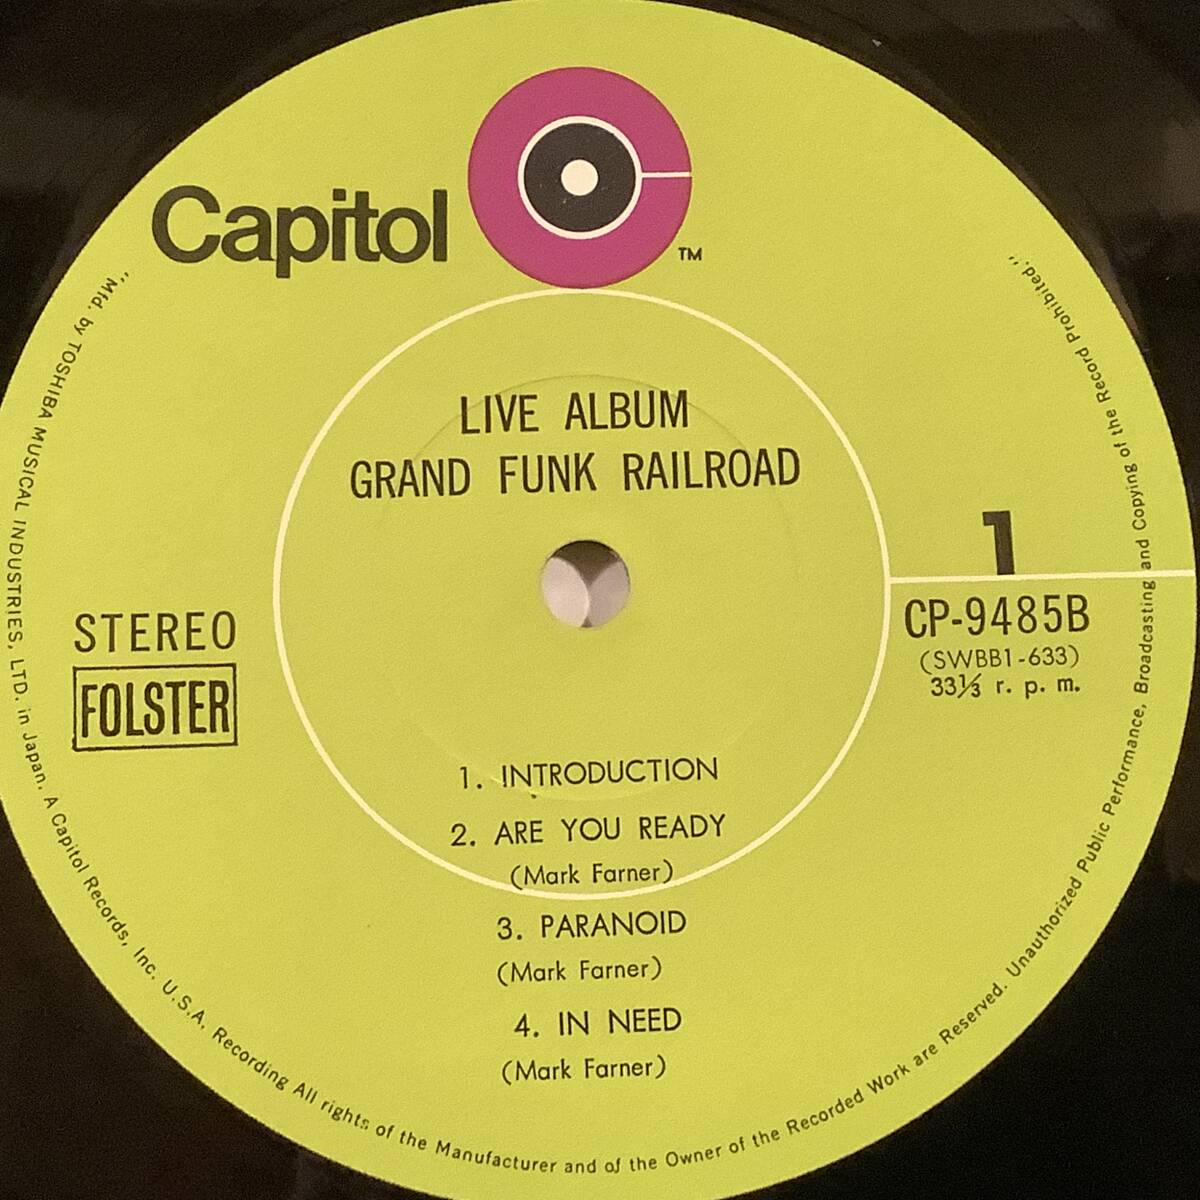 Capitol
TM
LIVE ALBUM
GRAND FUNK RAILROAD
1
STEREO
FOLSTER
CP-9485B
(SWBB1-633)
33⅓ r. p. m.
1. INTRODUCTION
2. ARE YOU READY
(Mark Farner)
3. PARANOID
(Mark Farner)
4. IN NEED
(Mark Farner)
"Mfd. by TOSHIBA MUSICAL INDUSTRIES, LTD. in Japan. A Capitol Records, Inc. U.S.A. Recording All rights of the Manufacturer and of the Owner of the Recorded Work are Reserved. Unauthorized Public Performance, Broadcasting and Copying of the Record Prohibited."